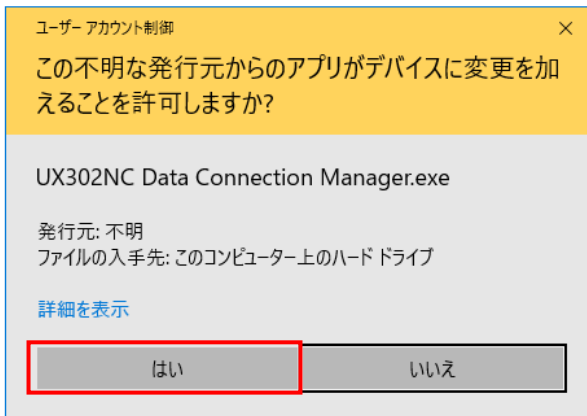 ユーザー アカウント制御
この不明な発行元からのアプリがデバイスに変更を加
えることを許可しますか?
UX302NC Data Connection Manager.exe
発行元: 不明
ファイルの入手先: このコンピューター上のハード ドライブ
詳細を表示
はい
いいえ